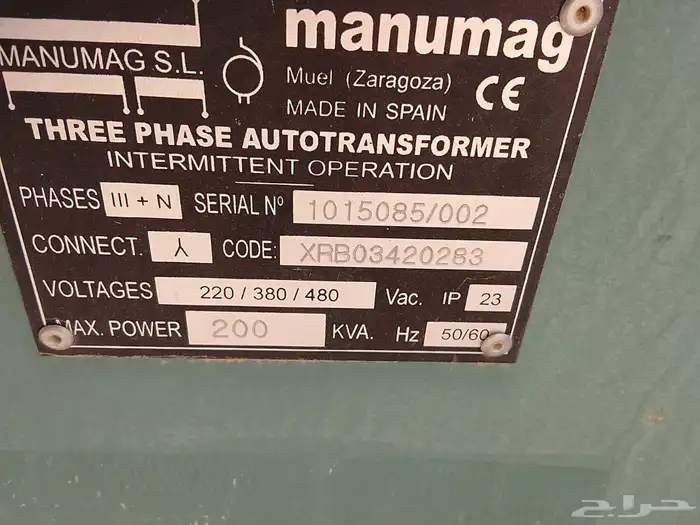 manumag
MANUMAG S.L.
Muel (Zaragoza)
MADE IN SPAIN
CE
THREE PHASE AUTOTRANSFORMER
INTERMITTENT OPERATION
PHASES III + N SERIAL Nº 1015085/002
CONNECT. CODE: XRB03420283
VOLTAGES 220 / 380 / 480 Vac. IP 23
MAX. POWER 200 KVA. Hz 50/60
حراج